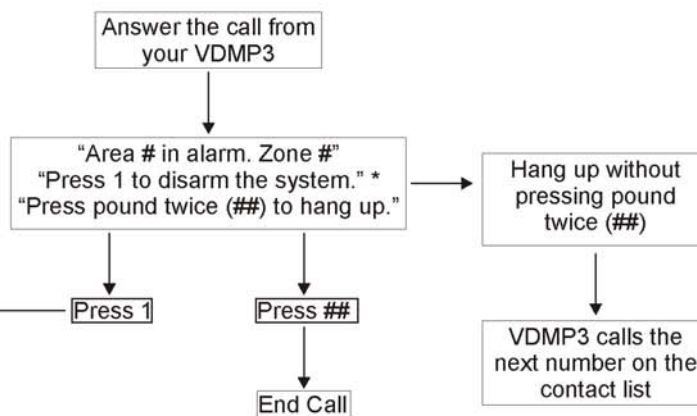 Answer the call from
your VDMP3
“Area # in alarm. Zone #”
“Press 1 to disarm the system.” *
“Press pound twice (##) to hang up.”
Hang up without
pressing pound
twice (##)
Press 1
Press ##
VDMP3 calls the
next number on the
contact list
End Call